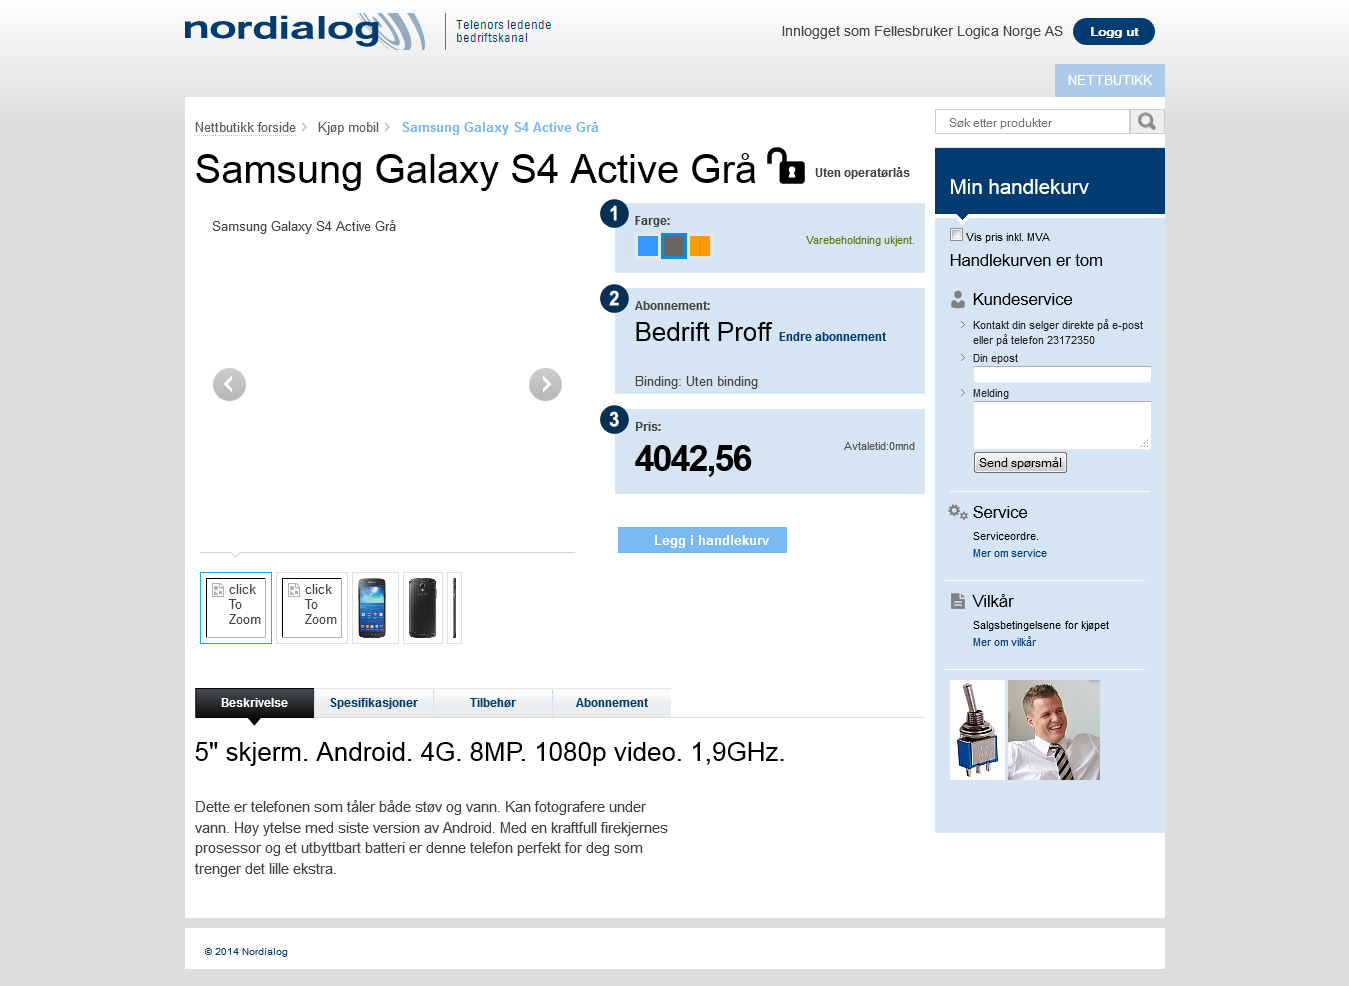 nordialog
Telenors ledende
bedriftskanal
Innlogget som Fellesbruker Logica Norge AS
Logg ut
NETTBUTIKK
Nettbutikk forside
Kjøp mobil
Samsung Galaxy S4 Active Grå
Søk etter produkter
Samsung Galaxy S4 Active Grå
Uten operatørlås
Samsung Galaxy S4 Active Grå
1
Farge:
Varebeholdning ukjent.
2
Abonnement:
Bedrift Proff Endre abonnement
Binding: Uten binding
3
Pris:
4042,56
Avtaletid:0mnd
Legg i handlekurv
click
To
Zoom
click
To
Zoom
Beskrivelse
Spesifikasjoner
Tilbehør
Abonnement
5" skjerm. Android. 4G. 8MP. 1080p video. 1,9GHz.
Dette er telefonen som tåler både støv og vann. Kan fotografere under
vann. Høy ytelse med siste version av Android. Med en kraftfull firekjernes
prosessor og et utbyttbart batteri er denne telefon perfekt for deg som
trenger det lille ekstra.
Min handlekurv
Vis pris inkl. MVA
Handlekurven er tom
Kundeservice
Kontakt din selger direkte på e-post
eller på telefon 23172350
Din epost
Melding
Send spørsmål
Service
Serviceordre.
Mer om service
Vilkår
Salgsbetingelsene for kjøpet
Mer om vilkår
© 2014 Nordialog